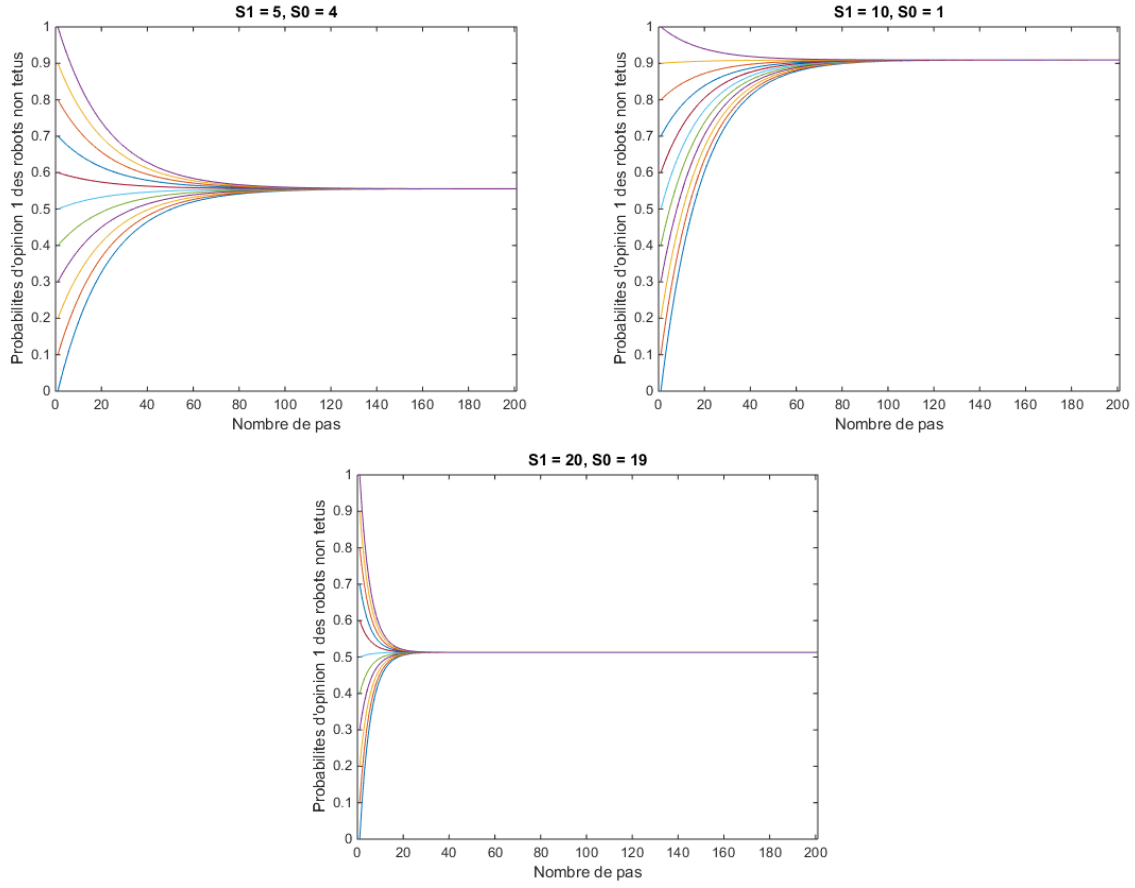 S1 = 5, S0 = 4
Probabilites d'opinion 1 des robots non tetus
1
0.9
0.8
0.7
0.6
0.5
0.4
0.3
0.2
0.1
0
0 20 40 60 80 100 120 140 160 180 200
Nombre de pas
S1 = 10, S0 = 1
Probabilites d'opinion 1 des robots non tetus
1
0.9
0.8
0.7
0.6
0.5
0.4
0.3
0.2
0.1
0
0 20 40 60 80 100 120 140 160 180 200
Nombre de pas
S1 = 20, S0 = 19
Probabilites d'opinion 1 des robots non tetus
1
0.9
0.8
0.7
0.6
0.5
0.4
0.3
0.2
0.1
0
0 20 40 60 80 100 120 140 160 180 200
Nombre de pas